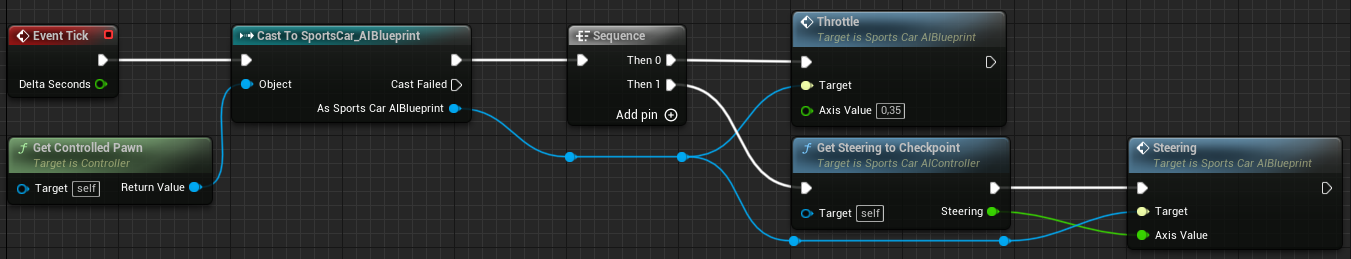 Event Tick
Delta Seconds
Get Controlled Pawn
Target is Controller
Target self Return Value
Cast To SportsCar_AIBlueprint
Object Cast Failed
As Sports Car AIBlueprint
Sequence
Then 0
Then 1
Add pin
Throttle
Target is Sports Car AIBlueprint
Target
Axis Value 0,35
Get Steering to Checkpoint
Target is Sports Car AIController
Target self Steering
Steering
Target is Sports Car AIBlueprint
Target
Axis Value